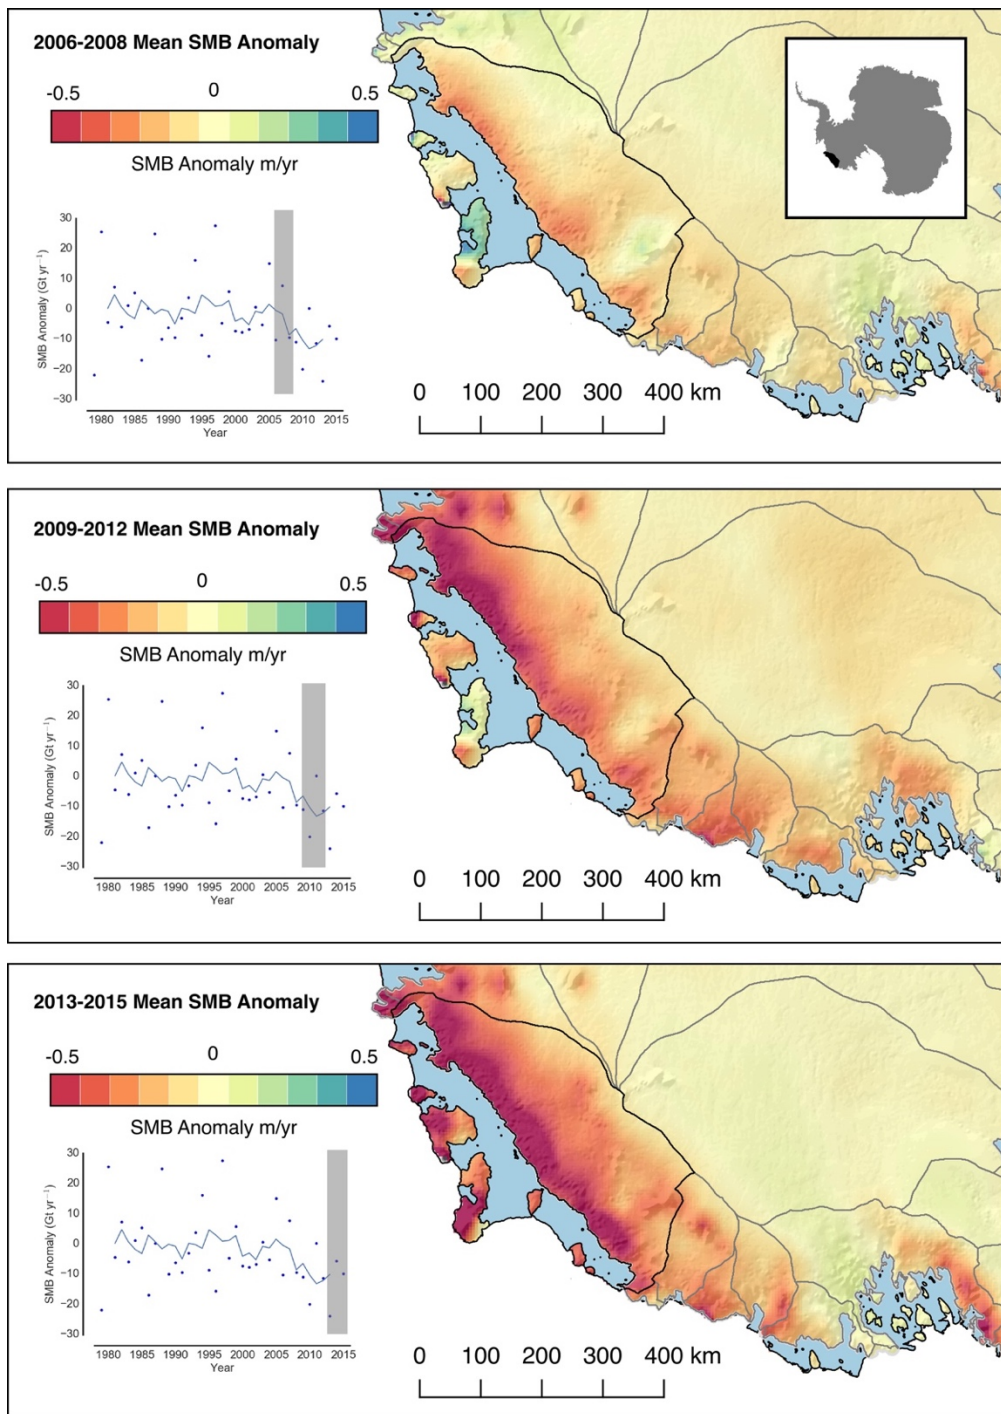 2006-2008 Mean SMB Anomaly
-0.5 0 0.5
SMB Anomaly m/yr
30
20
10
0
−10
−20
−30
SMB Anomaly (Gt yr⁻¹)
1980 1985 1990 1995 2000 2005 2010 2015
Year
0 100 200 300 400 km
2009-2012 Mean SMB Anomaly
-0.5 0 0.5
SMB Anomaly m/yr
30
20
10
0
−10
−20
−30
SMB Anomaly (Gt yr⁻¹)
1980 1985 1990 1995 2000 2005 2010 2015
Year
0 100 200 300 400 km
2013-2015 Mean SMB Anomaly
-0.5 0 0.5
SMB Anomaly m/yr
30
20
10
0
−10
−20
−30
SMB Anomaly (Gt yr⁻¹)
1980 1985 1990 1995 2000 2005 2010 2015
Year
0 100 200 300 400 km